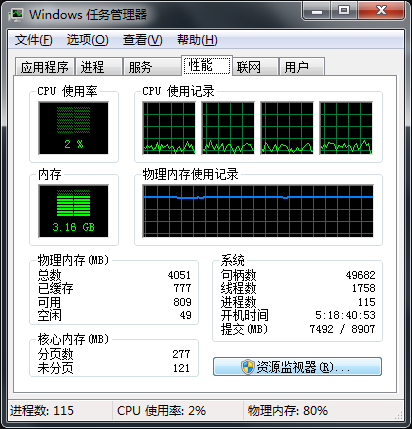 Windows 任务管理器
文件(F) 选项(O) 查看(V) 帮助(H)
应用程序 进程 服务 性能 联网 用户
CPU 使用率 CPU 使用记录
2 %
内存 物理内存使用记录
3.16 GB
物理内存(MB)
总数 4051
已缓存 777
可用 809
空闲 49
核心内存(MB)
分页数 277
未分页 121
系统
句柄数 49682
线程数 1758
进程数 115
开机时间 5:18:40:53
提交(MB) 7492 / 8907
资源监视器(R)...
进程数: 115 CPU 使用率: 2% 物理内存: 80%